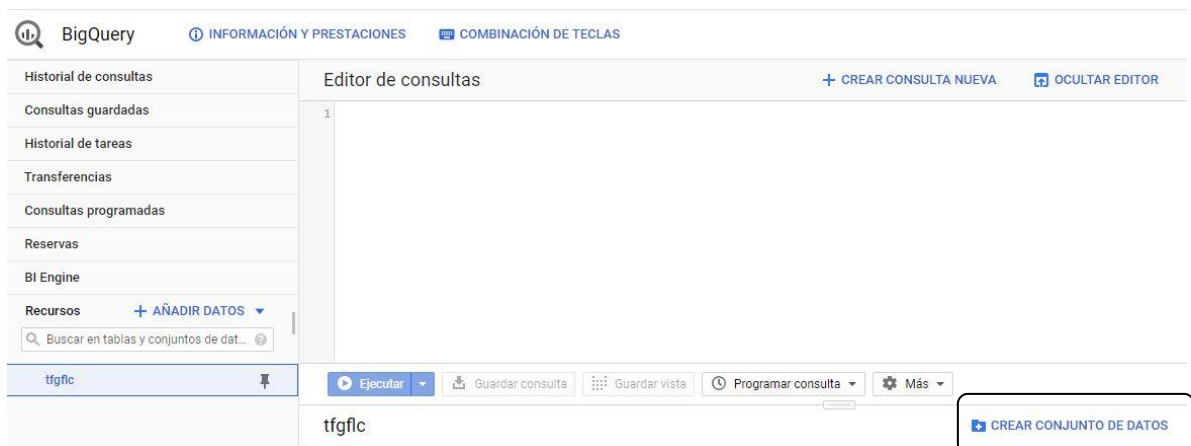 BigQuery
INFORMACIÓN Y PRESTACIONES
COMBINACIÓN DE TECLAS
Historial de consultas
Consultas guardadas
Historial de tareas
Transferencias
Consultas programadas
Reservas
BI Engine
Recursos
+ AÑADIR DATOS
Buscar en tablas y conjuntos de dat...
tfgflc
Editor de consultas
+ CREAR CONSULTA NUEVA
OCULTAR EDITOR
1
Ejecutar
Guardar consulta
Guardar vista
Programar consulta
Más
tfgflc
CREAR CONJUNTO DE DATOS